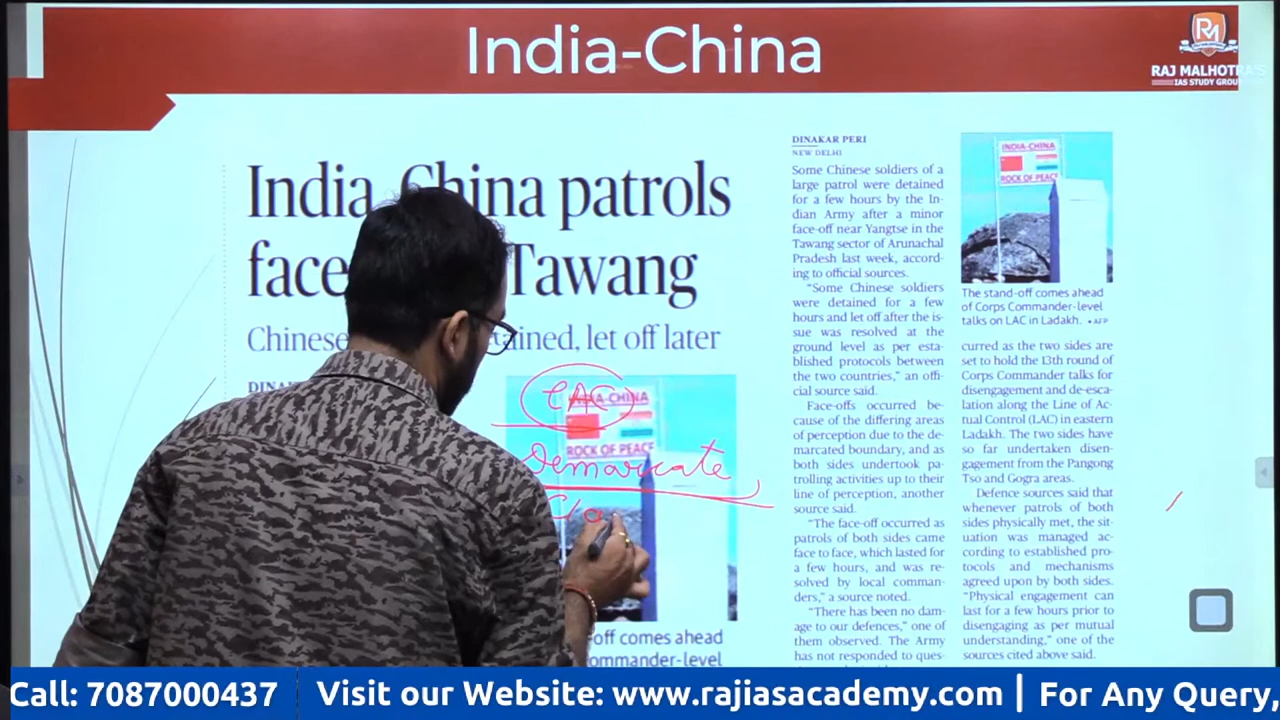 India-China
RAJ MALHOTRA'S
IAS STUDY GROUP
India-China patrols
face Tawang
Chinese etained, let off later
DINA
LAC
INDIA-CHINA
ROCK OF PEACE
Demarcate
Cla
off comes ahead
ommander-level
DINAKAR PERI
NEW DELHI
Some Chinese soldiers of a
large patrol were detained
for a few hours by the In-
dian Army after a minor
face-off near Yangtse in the
Tawang sector of Arunachal
Pradesh last week, accord-
ing to official sources.
"Some Chinese soldiers
were detained for a few
hours and let off after the is-
sue was resolved at the
ground level as per esta-
blished protocols between
the two countries," an offi-
cial source said.
Face-offs occurred be-
cause of the differing areas
of perception due to the de-
marcated boundary, and as
both sides undertook pa-
trolling activities up to their
line of perception, another
source said.
"The face-off occurred as
patrols of both sides came
face to face, which lasted for
a few hours, and was re-
solved by local comman-
ders," a source noted.
"There has been no dam-
age to our defences," one of
them observed. The Army
has not responded to ques-
INDIA-CHINA
ROCK OF PEACE
The stand-off comes ahead
of Corps Commander-level
talks on LAC in Ladakh. • AFP
curred as the two sides are
set to hold the 13th round of
Corps Commander talks for
disengagement and de-esca-
lation along the Line of Ac-
tual Control (LAC) in eastern
Ladakh. The two sides have
so far undertaken disen-
gagement from the Pangong
Tso and Gogra areas.
Defence sources said that
whenever patrols of both
sides physically met, the sit-
uation was managed ac-
cording to established pro-
tocols and mechanisms
agreed upon by both sides.
"Physical engagement can
last for a few hours prior to
disengaging as per mutual
understanding," one of the
sources cited above said.
Call: 7087000437
Visit our Website: www.rajiasacademy.com | For Any Query,